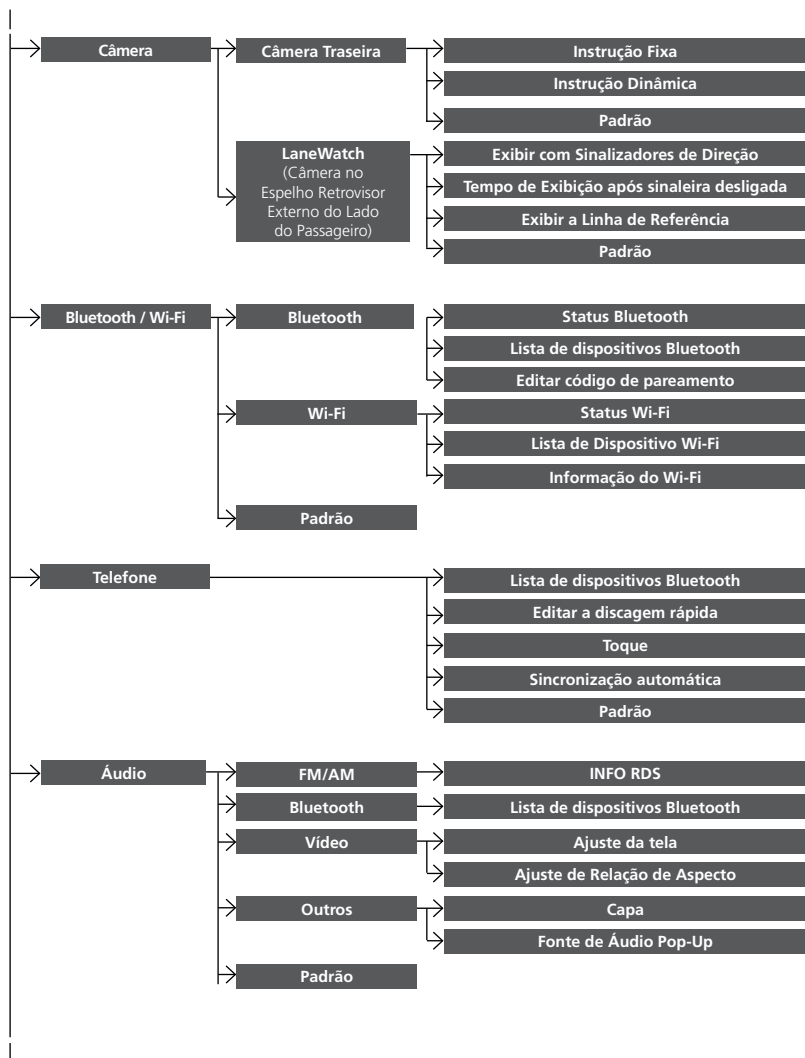 Câmera
Câmera Traseira
Instrução Fixa
Instrução Dinâmica
Padrão
LaneWatch
(Câmera no
Espelho Retrovisor
Externo do Lado
do Passageiro)
Exibir com Sinalizadores de Direção
Tempo de Exibição após sinaleira desligada
Exibir a Linha de Referência
Padrão
Bluetooth / Wi-Fi
Bluetooth
Status Bluetooth
Lista de dispositivos Bluetooth
Editar código de pareamento
Wi-Fi
Status Wi-Fi
Lista de Dispositivo Wi-Fi
Informação do Wi-Fi
Padrão
Telefone
Lista de dispositivos Bluetooth
Editar a discagem rápida
Toque
Sincronização automática
Padrão
Áudio
FM/AM
INFO RDS
Bluetooth
Lista de dispositivos Bluetooth
Vídeo
Ajuste da tela
Ajuste de Relação de Aspecto
Outros
Capa
Fonte de Áudio Pop-Up
Padrão